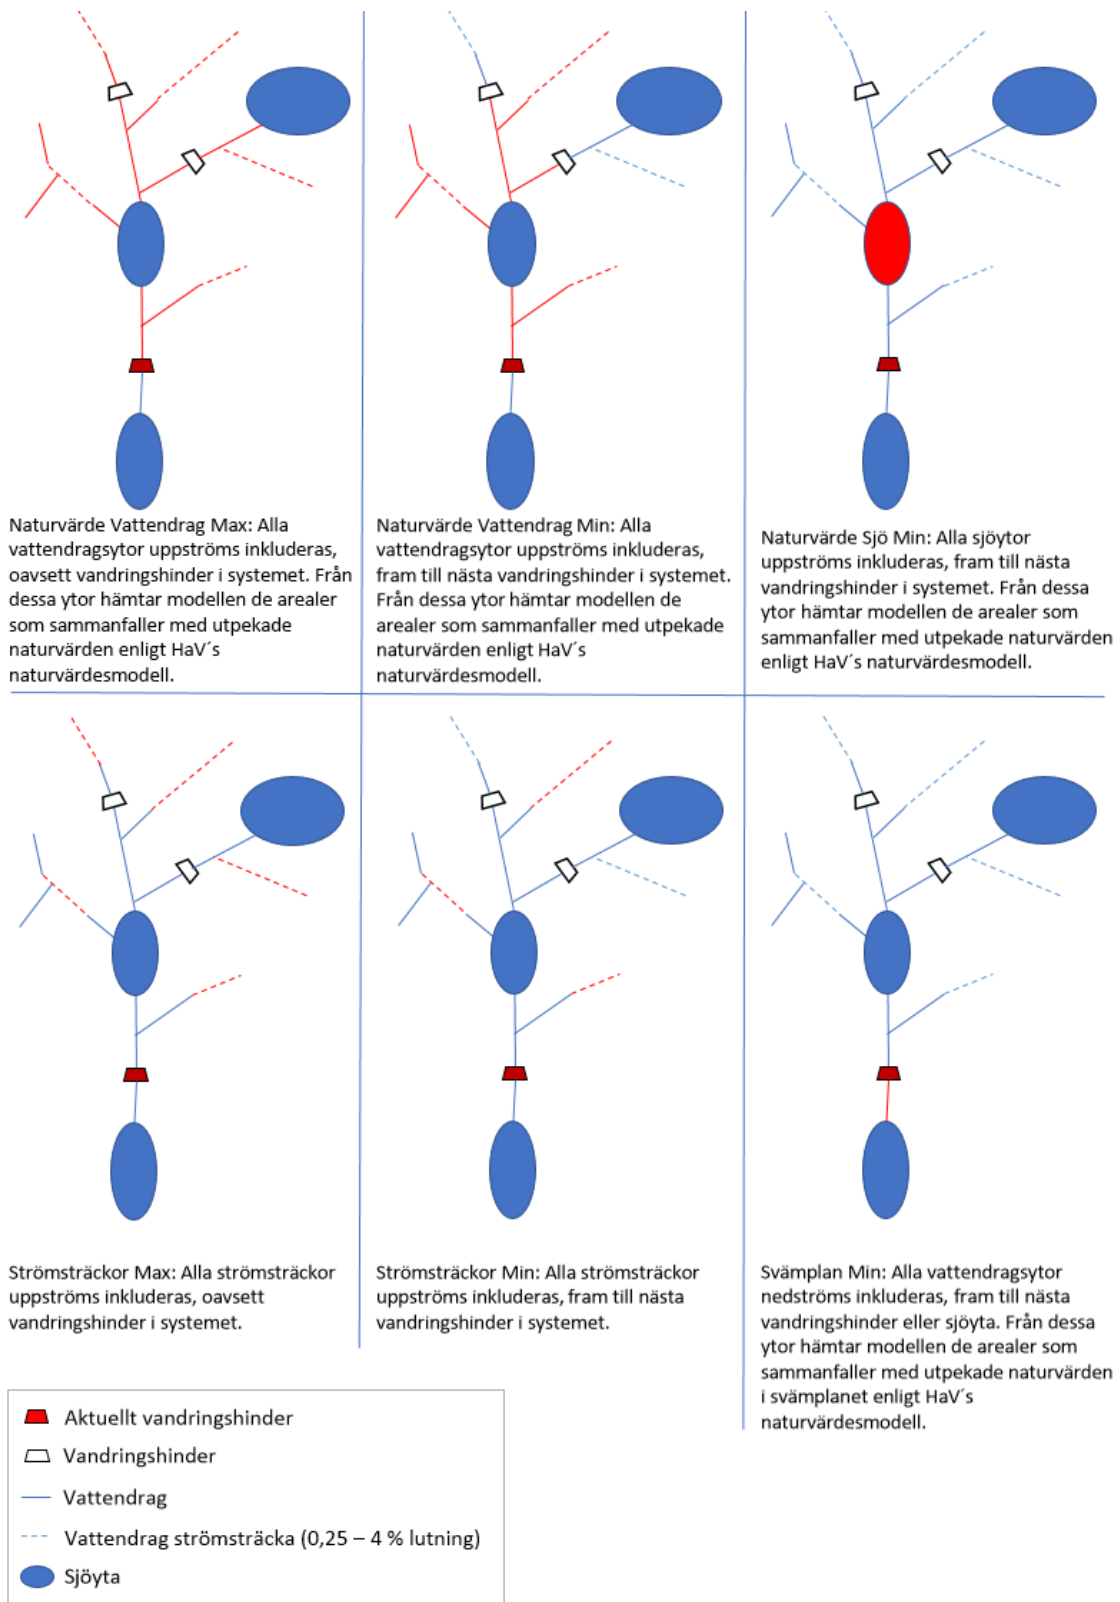 Naturvärde Vattendrag Max: Alla
vattendragsytor uppströms inkluderas,
oavsett vandringshinder i systemet. Från
dessa ytor hämtar modellen de arealer
som sammanfaller med utpekade
naturvärden enligt HaV´s
naturvärdesmodell.
Naturvärde Vattendrag Min: Alla
vattendragsytor uppströms inkluderas,
fram till nästa vandringshinder i systemet.
Från dessa ytor hämtar modellen de
arealer som sammanfaller med utpekade
naturvärden enligt HaV´s
naturvärdesmodell.
Naturvärde Sjö Min: Alla sjöytor
uppströms inkluderas, fram till nästa
vandringshinder i systemet. Från dessa
ytor hämtar modellen de arealer som
sammanfaller med utpekade naturvärden
enligt HaV´s naturvärdesmodell.
Strömsträckor Max: Alla strömsträckor
uppströms inkluderas, oavsett
vandringshinder i systemet.
Strömsträckor Min: Alla strömsträckor
uppströms inkluderas, fram till nästa
vandringshinder i systemet.
Svämplan Min: Alla vattendragsytor
nedströms inkluderas, fram till nästa
vandringshinder eller sjöyta. Från dessa
ytor hämtar modellen de arealer som
sammanfaller med utpekade naturvärden
i svämplanet enligt HaV´s
naturvärdesmodell.
Aktuellt vandringshinder
Vandringshinder
Vattendrag
Vattendrag strömsträcka (0,25 – 4 % lutning)
Sjöyta